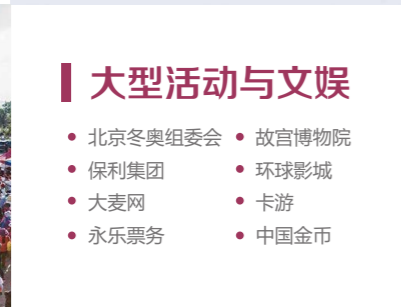 大型活动与文娱
北京冬奥组委会
故宫博物院
保利集团
环球影城
大麦网
卡游
永乐票务
中国金币